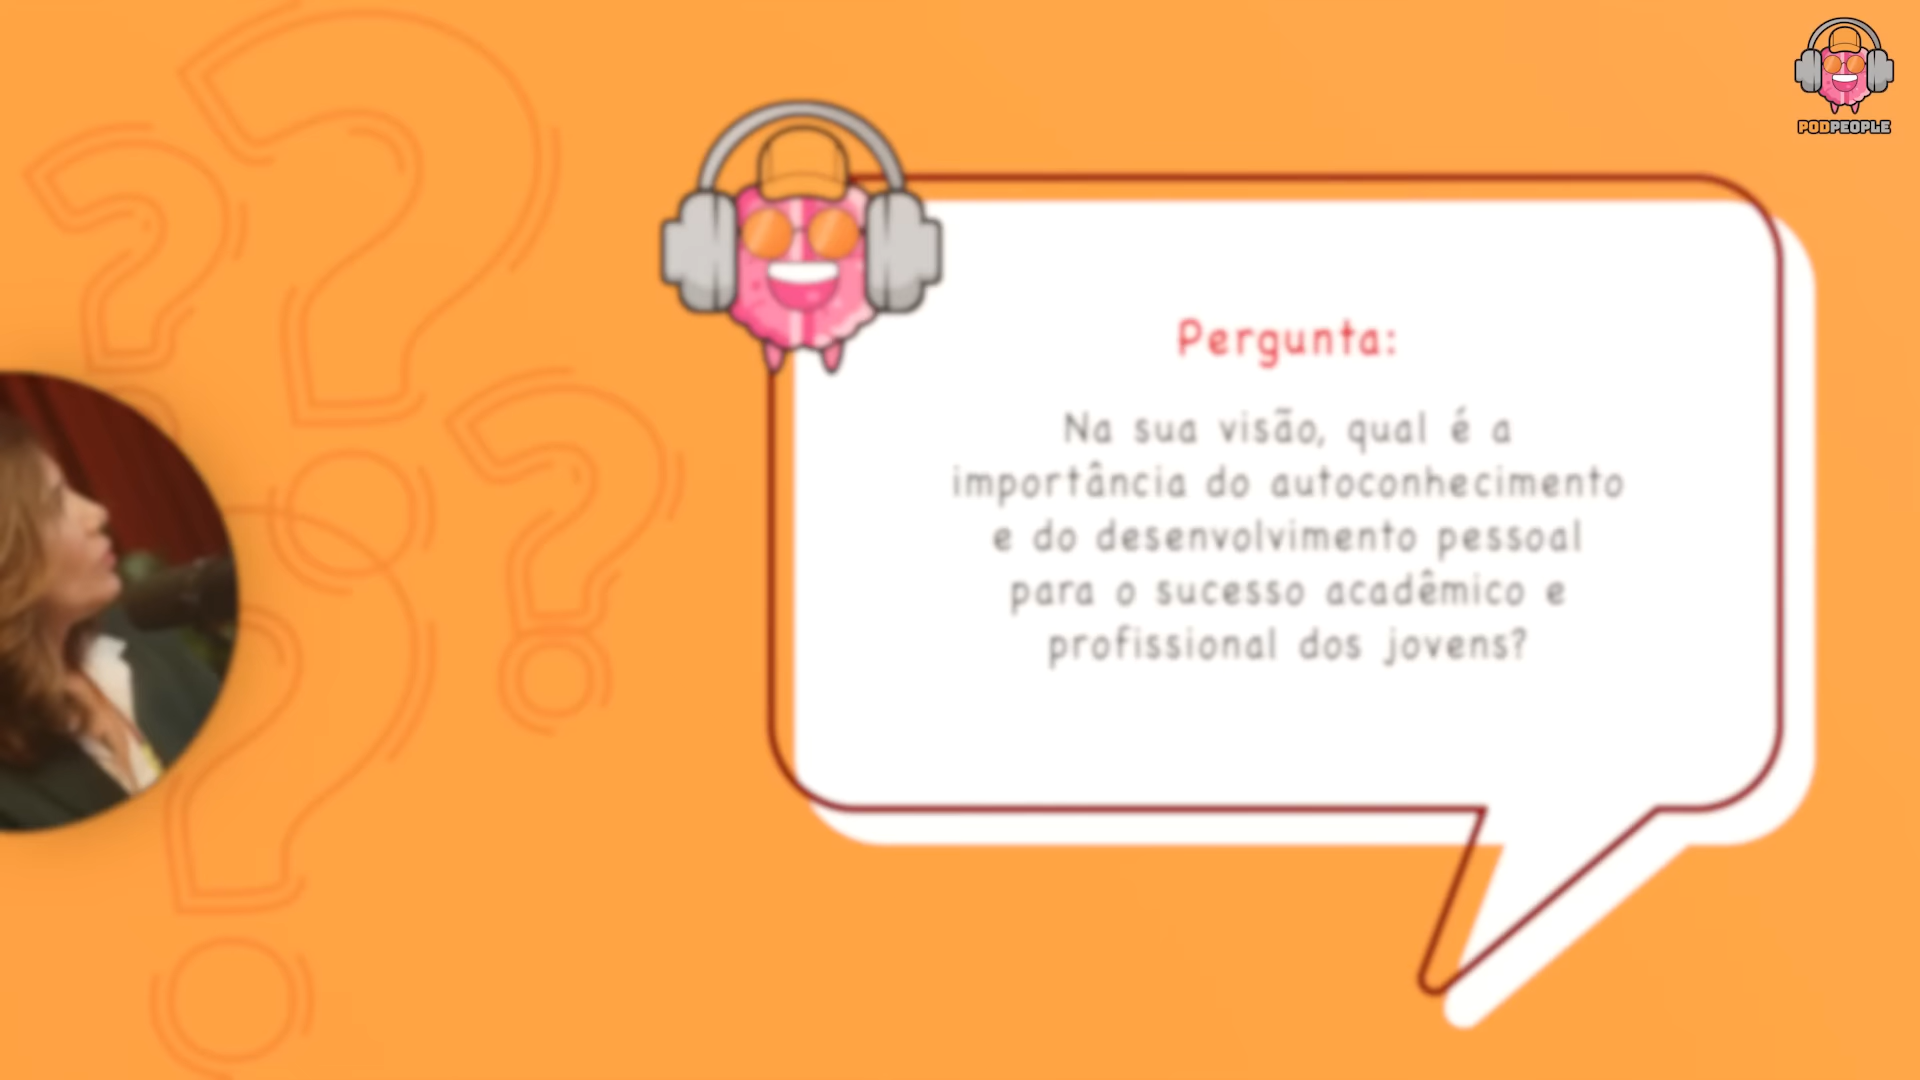 PODPEOPLE
Pergunta:
Na sua visão, qual é a
importância do autoconhecimento
e do desenvolvimento pessoal
para o sucesso acadêmico e
profissional dos jovens?